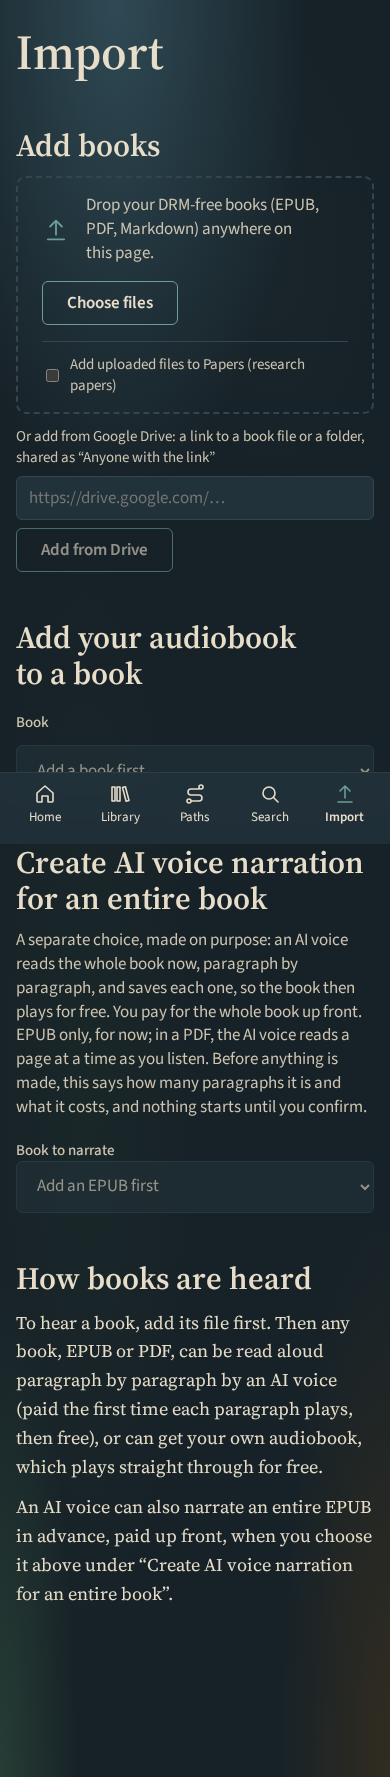 Import
Add books
Drop your DRM-free books (EPUB,
PDF, Markdown) anywhere on
this page.
Choose files
Add uploaded files to Papers (research
papers)
Or add from Google Drive: a link to a book file or a folder,
shared as “Anyone with the link”
https://drive.google.com/…
Add from Drive
Add your audiobook
to a book
Book
Add a book first
Home
Library
Paths
Search
Import
Create AI voice narration
for an entire book
A separate choice, made on purpose: an AI voice
reads the whole book now, paragraph by
paragraph, and saves each one, so the book then
plays for free. You pay for the whole book up front.
EPUB only, for now; in a PDF, the AI voice reads a
page at a time as you listen. Before anything is
made, this says how many paragraphs it is and
what it costs, and nothing starts until you confirm.
Book to narrate
Add an EPUB first
How books are heard
To hear a book, add its file first. Then any
book, EPUB or PDF, can be read aloud
paragraph by paragraph by an AI voice
(paid the first time each paragraph plays,
then free), or can get your own audiobook,
which plays straight through for free.
An AI voice can also narrate an entire EPUB
in advance, paid up front, when you choose
it above under “Create AI voice narration
for an entire book”.